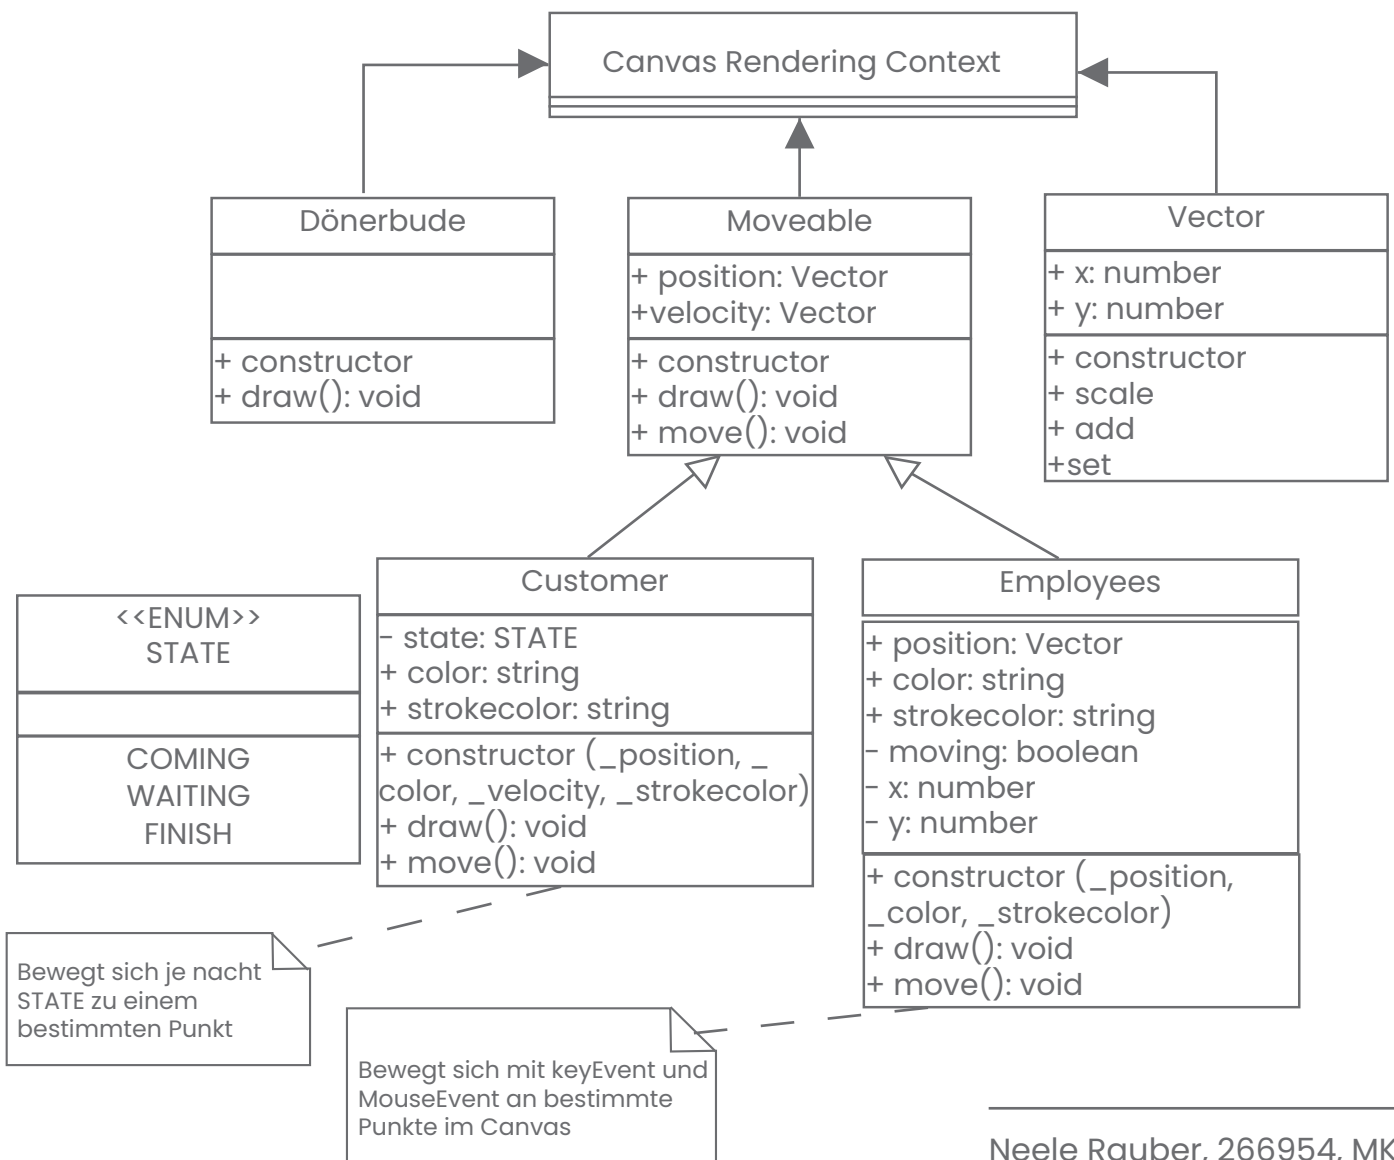 Canvas Rendering Context
Dönerbude
+ constructor
+ draw(): void
Moveable
+ position: Vector
+velocity: Vector
+ constructor
+ draw(): void
+ move(): void
Vector
+ x: number
+ y: number
+ constructor
+ scale
+ add
+set
<<ENUM>>
STATE
COMING
WAITING
FINISH
Customer
- state: STATE
+ color: string
+ strokecolor: string
+ constructor (_position, _
color, _velocity, _strokecolor)
+ draw(): void
+ move(): void
Employees
+ position: Vector
+ color: string
+ strokecolor: string
- moving: boolean
- x: number
- y: number
+ constructor (_position,
_color, _strokecolor)
+ draw(): void
+ move(): void
Bewegt sich je nacht
STATE zu einem
bestimmten Punkt
Bewegt sich mit keyEvent und
MouseEvent an bestimmte
Punkte im Canvas
Neele Rauber, 266954, MK